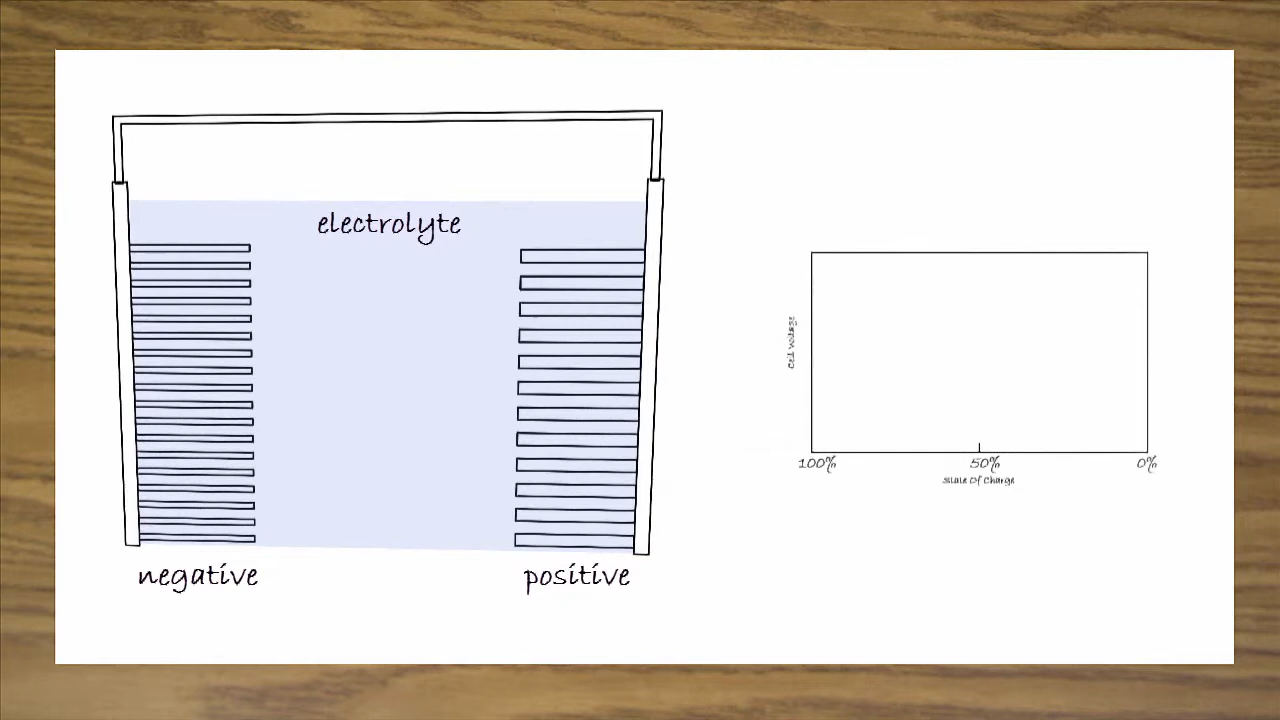 electrolyte
negative
positive
Cell Voltage
100%
50%
0%
State Of Charge